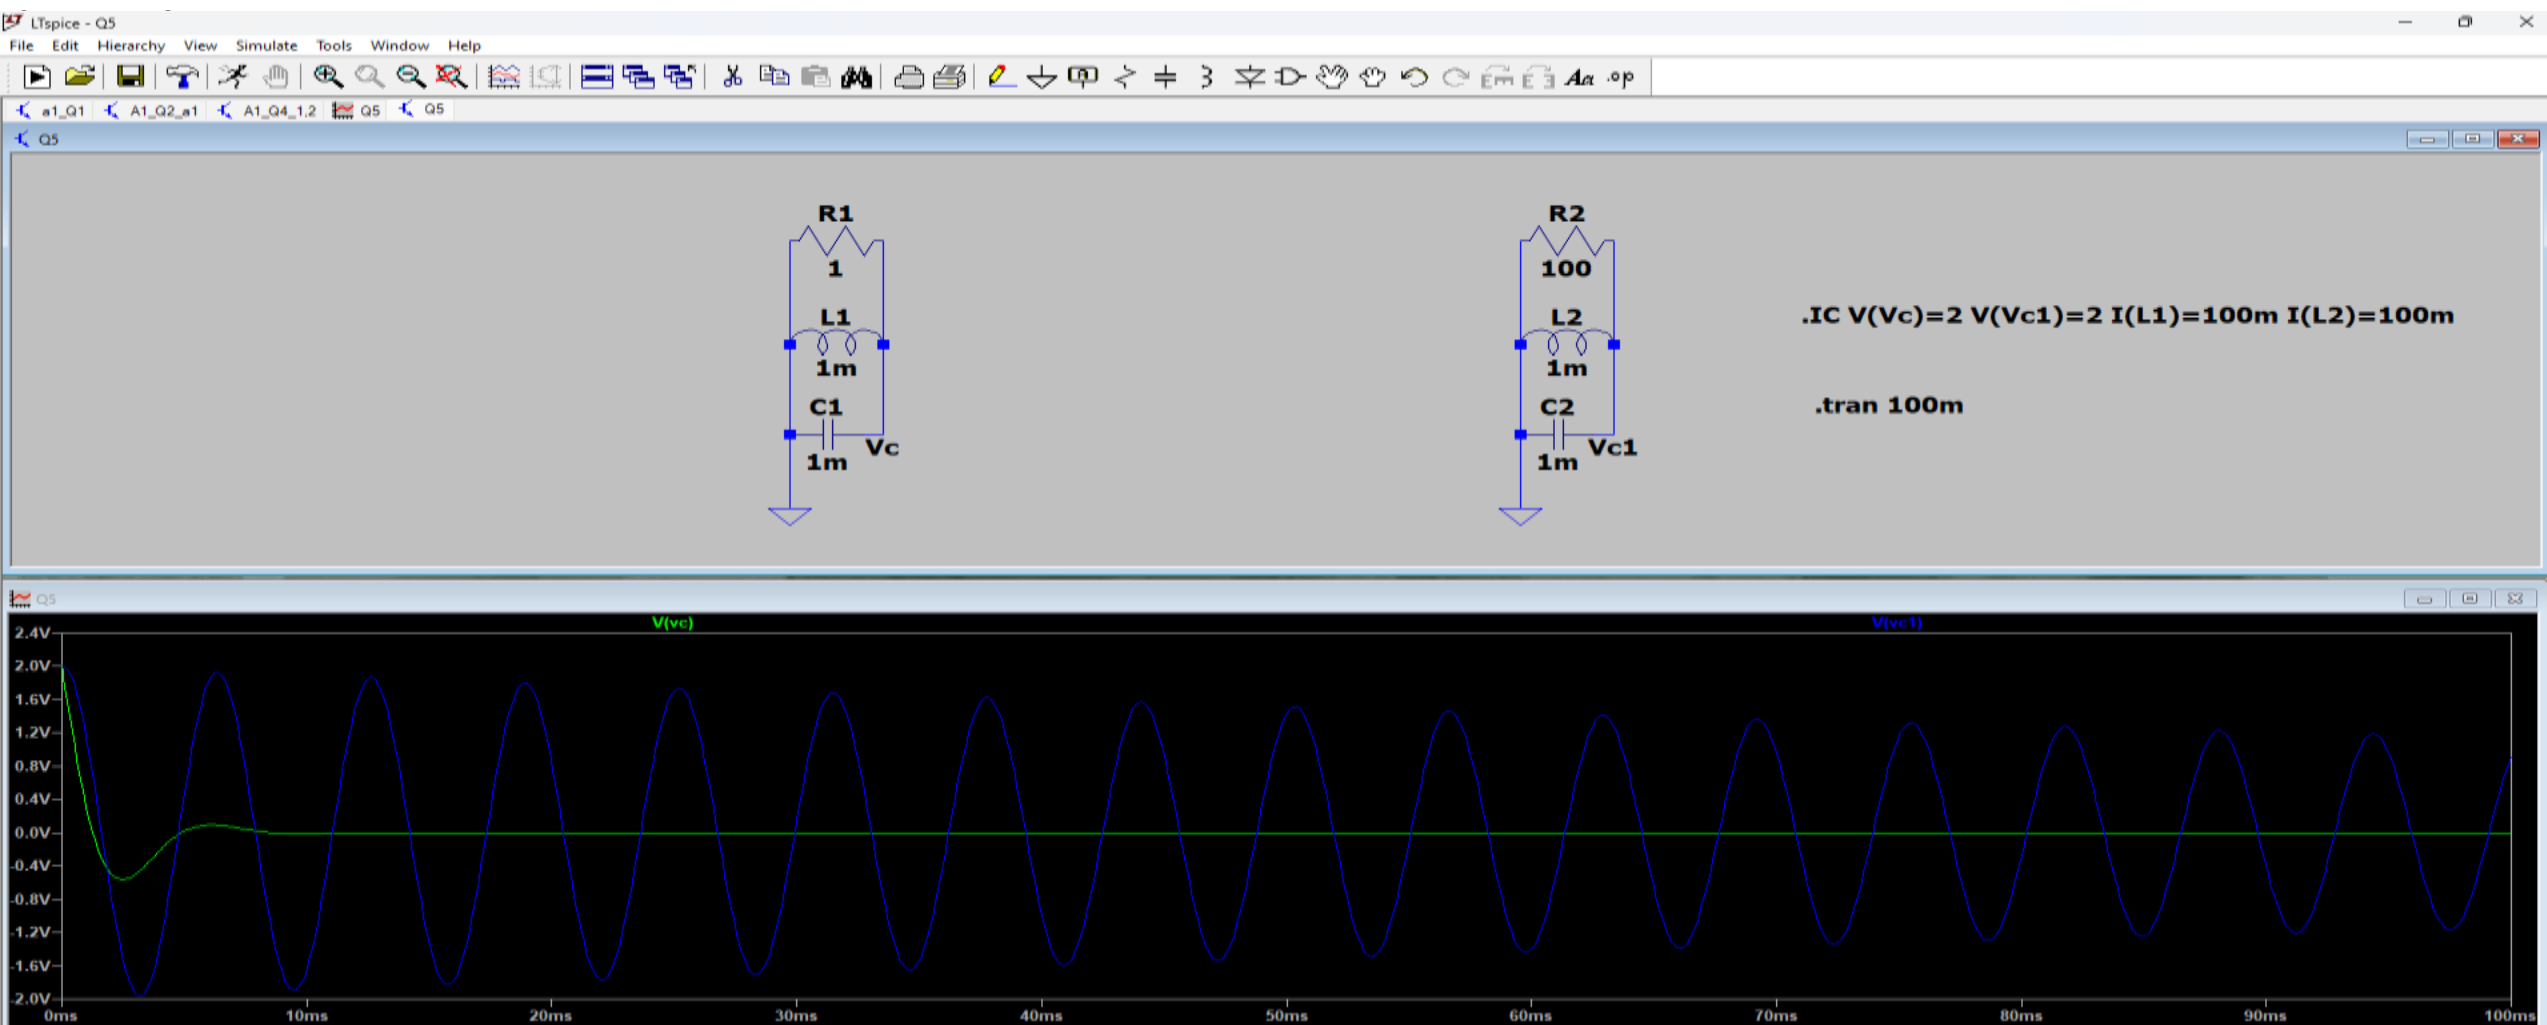 LTspice - Q5
File Edit Hierarchy View Simulate Tools Window Help
Aa .op
a1_Q1 A1_Q2_a1 A1_Q4_1,2 Q5 Q5
Q5
R1
1
L1
1m
C1
1m
Vc
R2
100
L2
1m
C2
1m
Vc1
.IC V(Vc)=2 V(Vc1)=2 I(L1)=100m I(L2)=100m
.tran 100m
Q5
V(vc) V(vc1)
2.4V
2.0V
1.6V
1.2V
0.8V
0.4V
0.0V
-0.4V
-0.8V
-1.2V
-1.6V
-2.0V
0ms 10ms 20ms 30ms 40ms 50ms 60ms 70ms 80ms 90ms 100ms